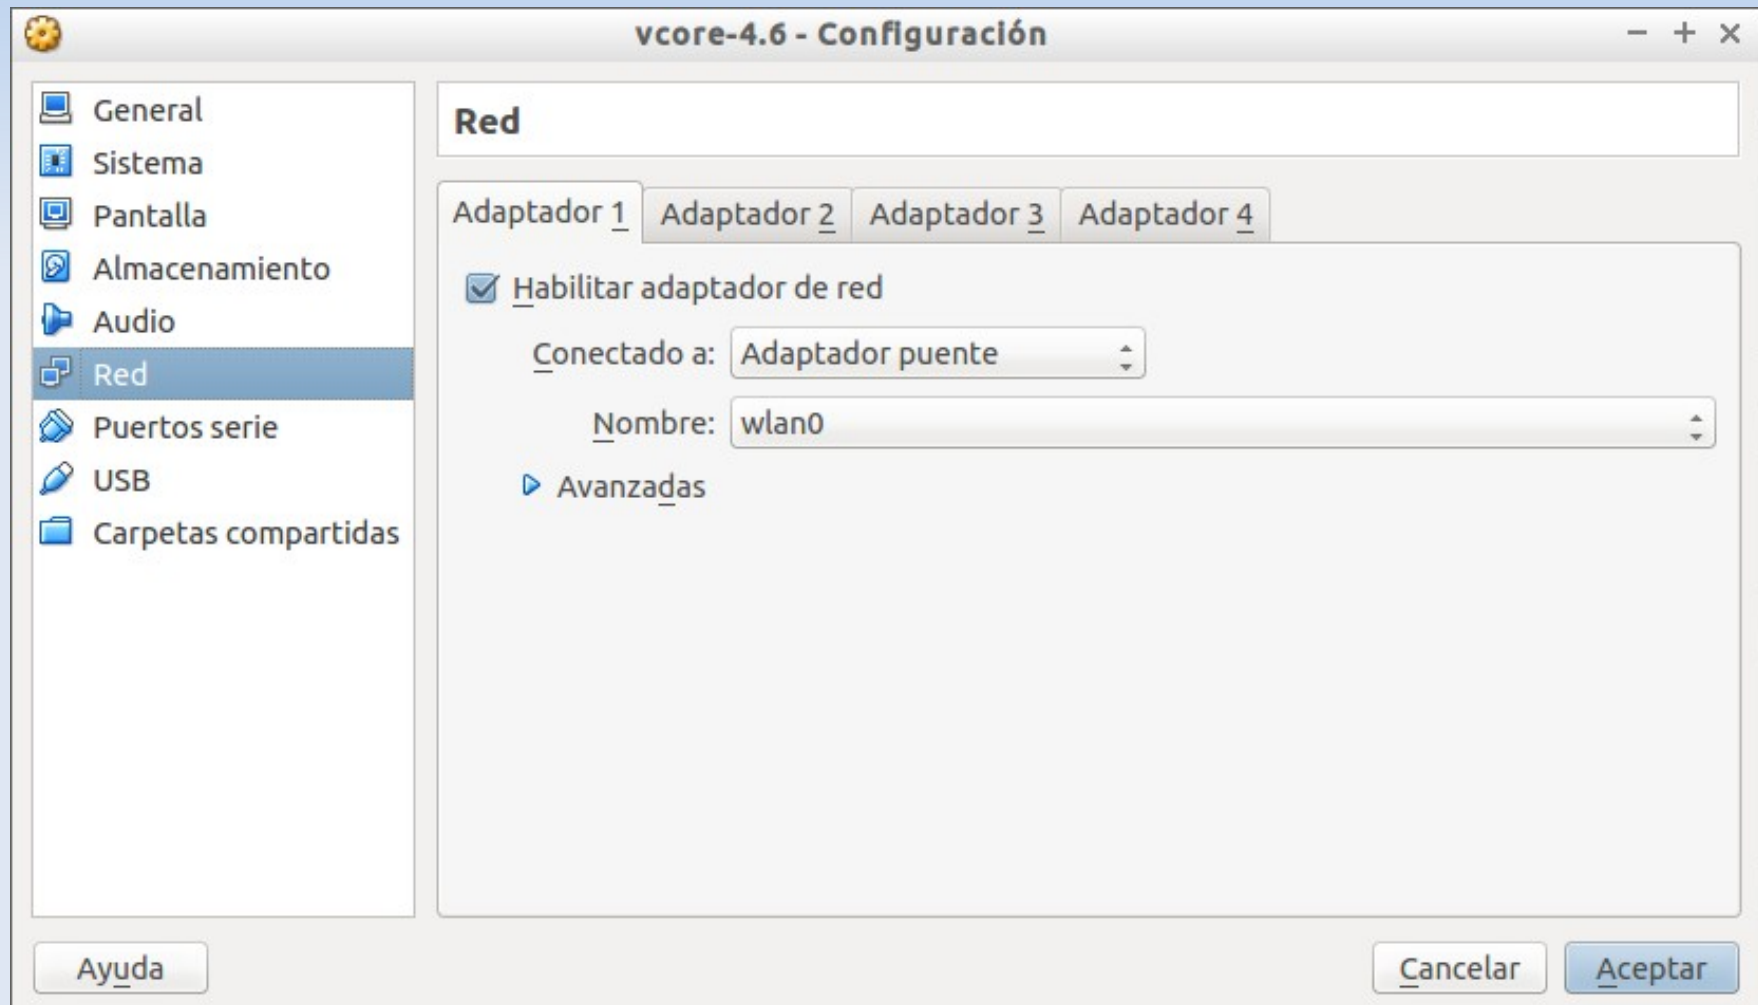 vcore-4.6 - Configuración
General
Sistema
Pantalla
Almacenamiento
Audio
Red
Puertos serie
USB
Carpetas compartidas
Red
Adaptador 1 Adaptador 2 Adaptador 3 Adaptador 4
Habilitar adaptador de red
Conectado a: Adaptador puente
Nombre: wlan0
Avanzadas
Ayuda Cancelar Aceptar